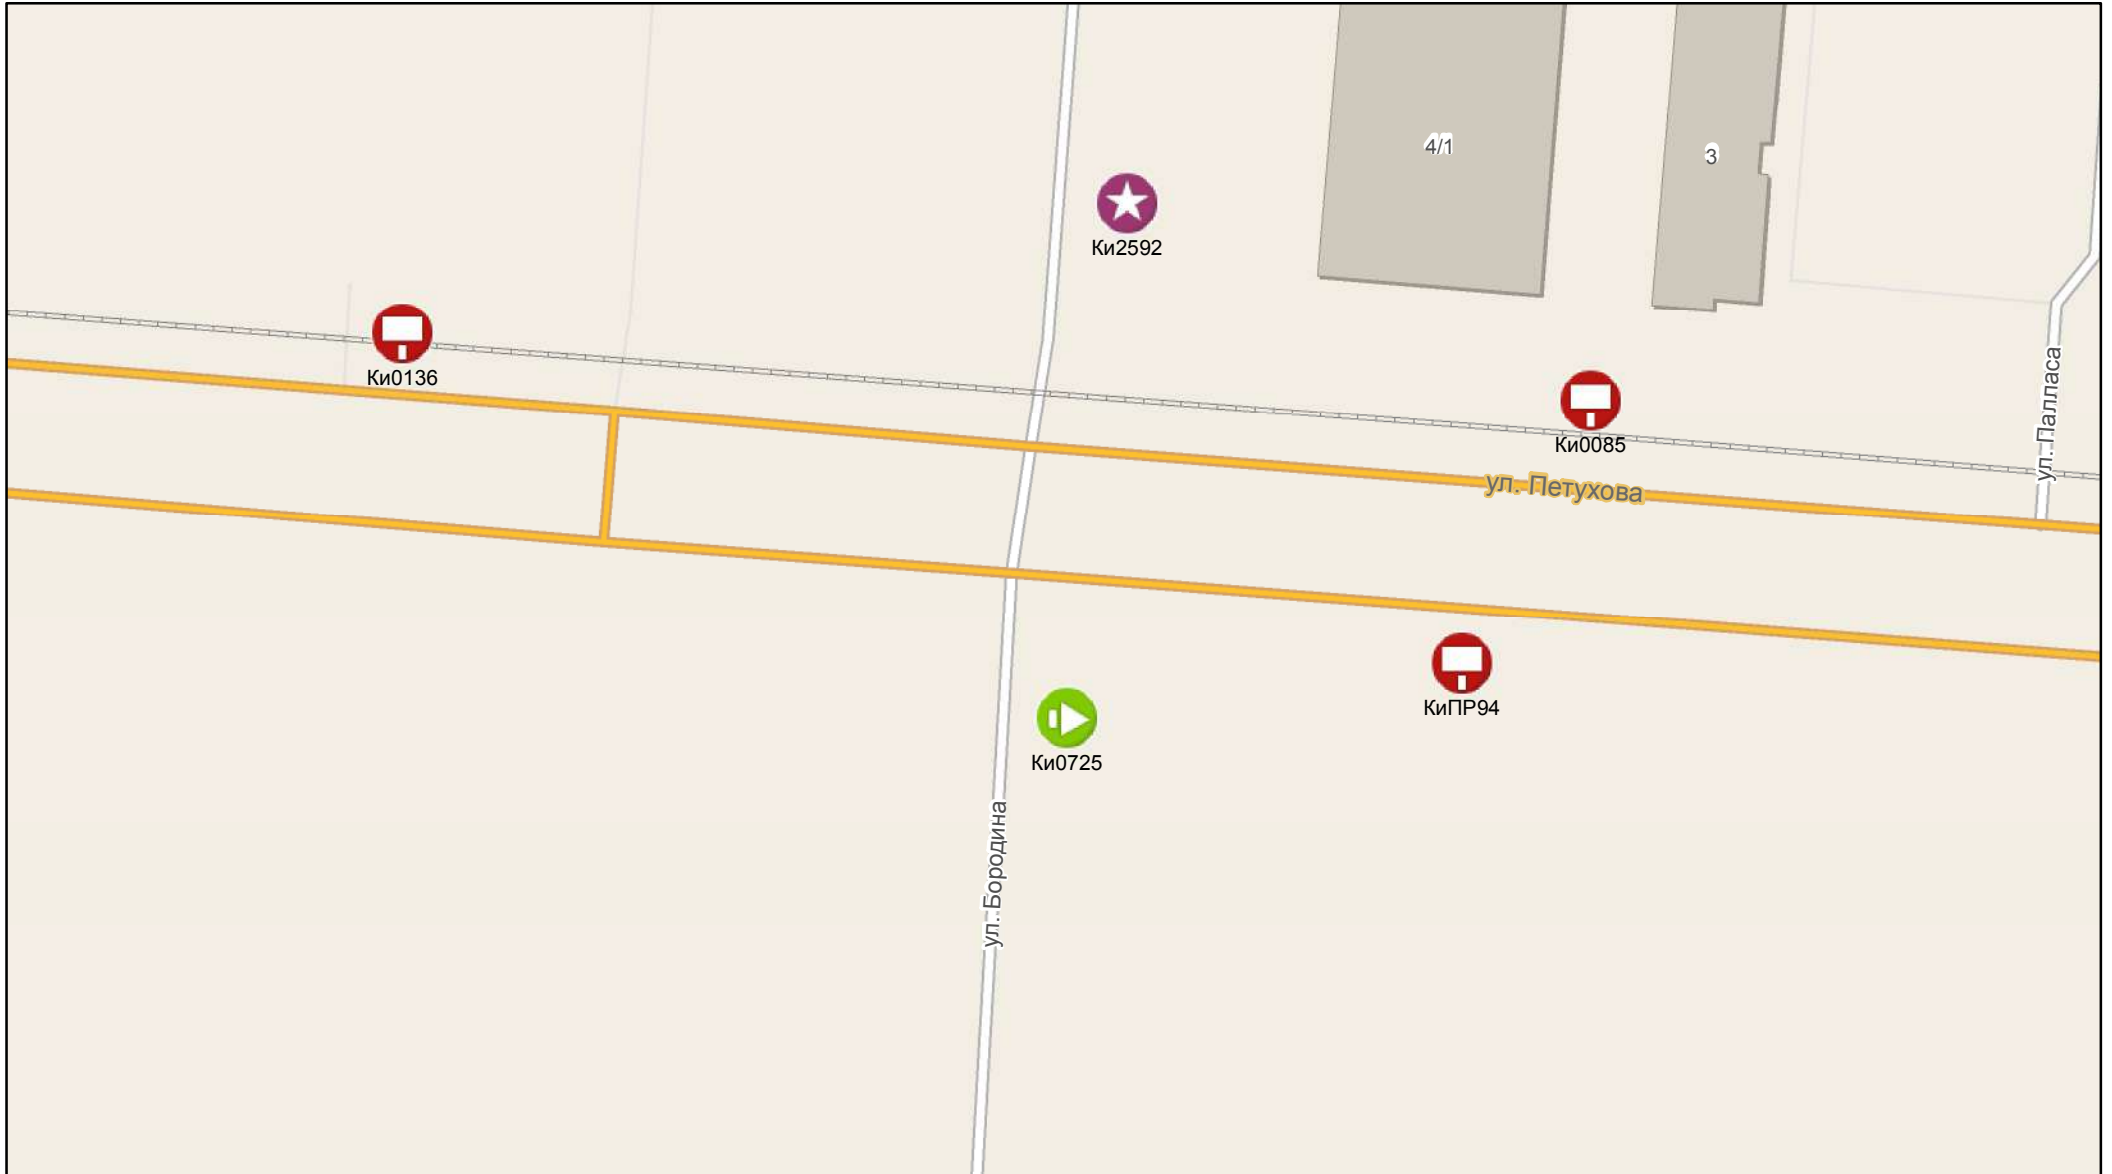 4/1
3
Ки2592
Ки0136
ул. Палласа
Ки0085
ул. Петухова
КиПР94
Ки0725
ул. Бородина